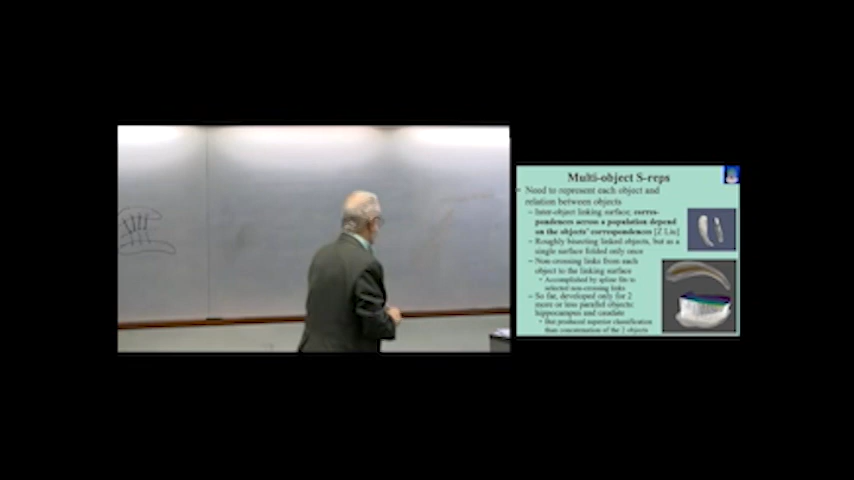 Multi-object S-reps
• Need to represent each object and
relation between objects
– Inter-object linking surface; corres-
pondences across a population depend
on the objects' correspondences [Z Liu]
– Roughly bisecting linked objects, but as a
single surface folded only once
– Non-crossing links from each
object to the linking surface
• Accomplished by spline fits to
selected non-crossing links
– So far, developed only for 2
more or less parallel objects:
hippocampus and caudate
• But produced superior classification
than concatenation of the 2 objects